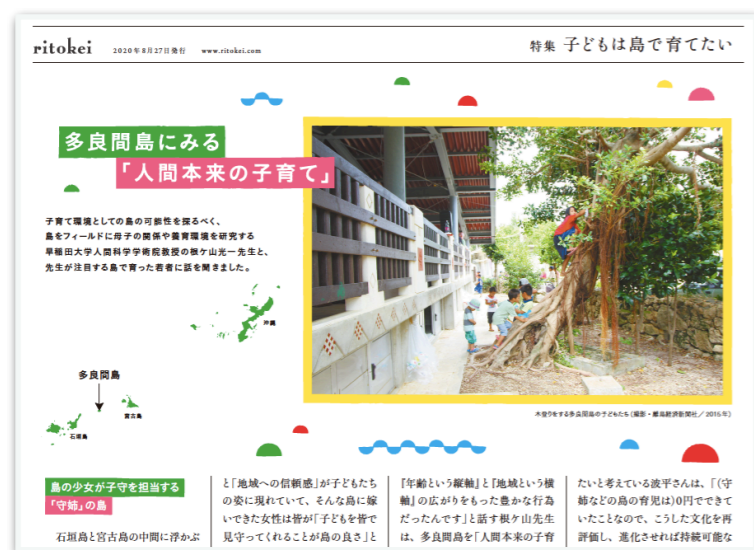 ritokei
2020年8月27日発行
www.ritokei.com
特集 子どもは島で育てたい
多良間島にみる
「人間本来の子育て」
子育て環境としての島の可能性を探るべく、
島をフィールドに母子の関係や養育環境を研究する
早稲田大学人間科学学術院教授の根ケ山光一先生と、
先生が注目する島で育った若者に話を聞きました。
沖縄
多良間島
宮古島
石垣島
木登りをする多良間島の子どもたち（撮影・離島経済新聞社／2015年）
島の少女が子守を担当する
「守姉」の島
石垣島と宮古島の中間に浮かぶ
と「地域への信頼感」が子どもたち
の姿に現れていて、そんな島に嫁
いできた女性は皆が「子どもを皆で
見守ってくれることが島の良さ」と
『年齢という縦軸』と『地域という横
軸』の広がりをもった豊かな行為
だったんです」と話す根ケ山先生
は、多良間島を「人間本来の子育
たいと考えている波平さんは、「（守
姉などの島の育児は）0円でできて
いたことなので、こうした文化を再
評価し、進化させれば持続可能な